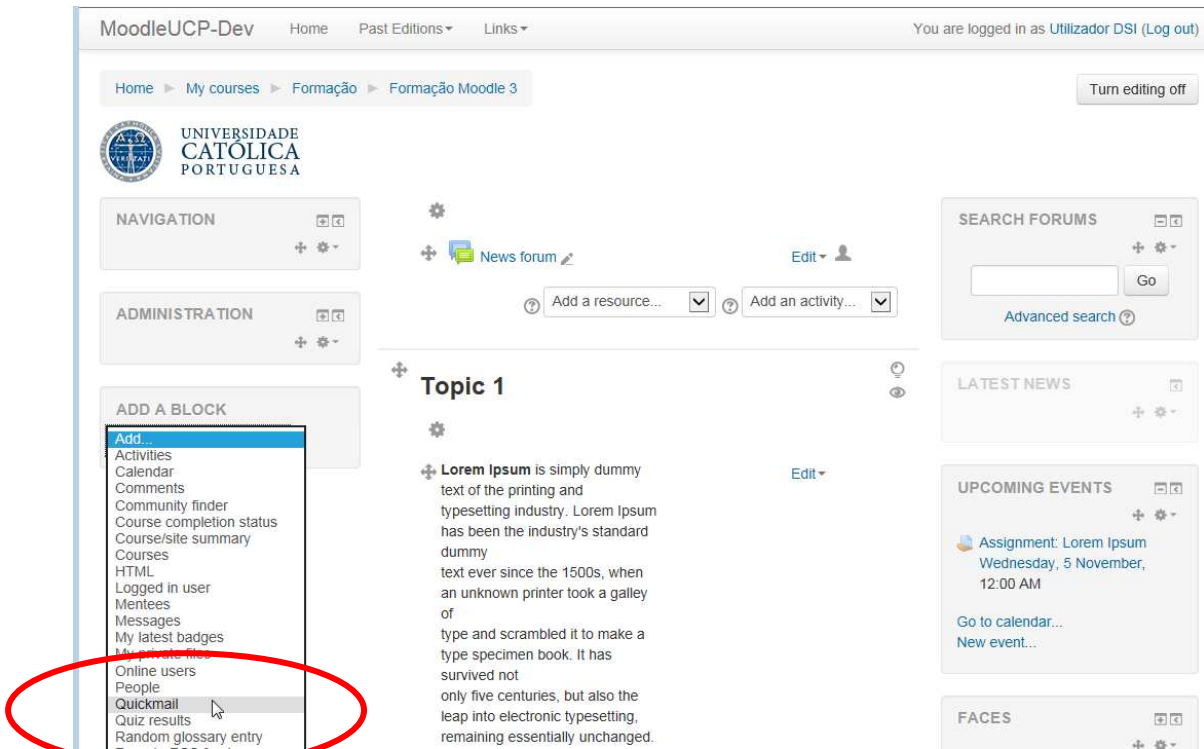 MoodleUCP-Dev Home Past Editions Links You are logged in as Utilizador DSI (Log out)
Home My courses Formação Formação Moodle 3 Turn editing off
UNIVERSIDADE
CATÓLICA
PORTUGUESA
NAVIGATION
ADMINISTRATION
ADD A BLOCK
Add...
Activities
Calendar
Comments
Community finder
Course completion status
Course/site summary
Courses
HTML
Logged in user
Mentees
Messages
My latest badges
My private files
Online users
People
Quickmail
Quiz results
Random glossary entry
News forum Edit
Add a resource... Add an activity...
Topic 1
Lorem Ipsum is simply dummy Edit
text of the printing and
typesetting industry. Lorem Ipsum
has been the industry's standard
dummy
text ever since the 1500s, when
an unknown printer took a galley
of
type and scrambled it to make a
type specimen book. It has
survived not
only five centuries, but also the
leap into electronic typesetting,
remaining essentially unchanged.
SEARCH FORUMS
Go
Advanced search
LATEST NEWS
UPCOMING EVENTS
Assignment: Lorem Ipsum
Wednesday, 5 November,
12:00 AM
Go to calendar...
New event...
FACES